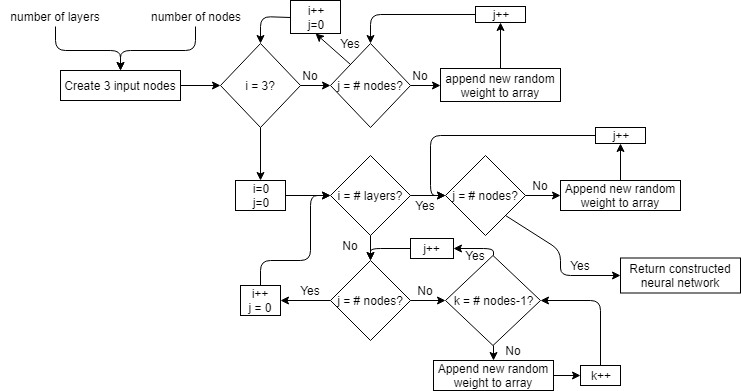 number of layers
number of nodes
i++
j=0
j++
Yes
Create 3 input nodes
i = 3?
No
j = # nodes?
No
append new random
weight to array
j++
i=0
j=0
i = # layers?
Yes
j = # nodes?
No
Append new random
weight to array
No
j++
Yes
Yes
Return constructed
neural network
i++
j = 0
Yes
j = # nodes?
No
k = # nodes-1?
No
Append new random
weight to array
k++